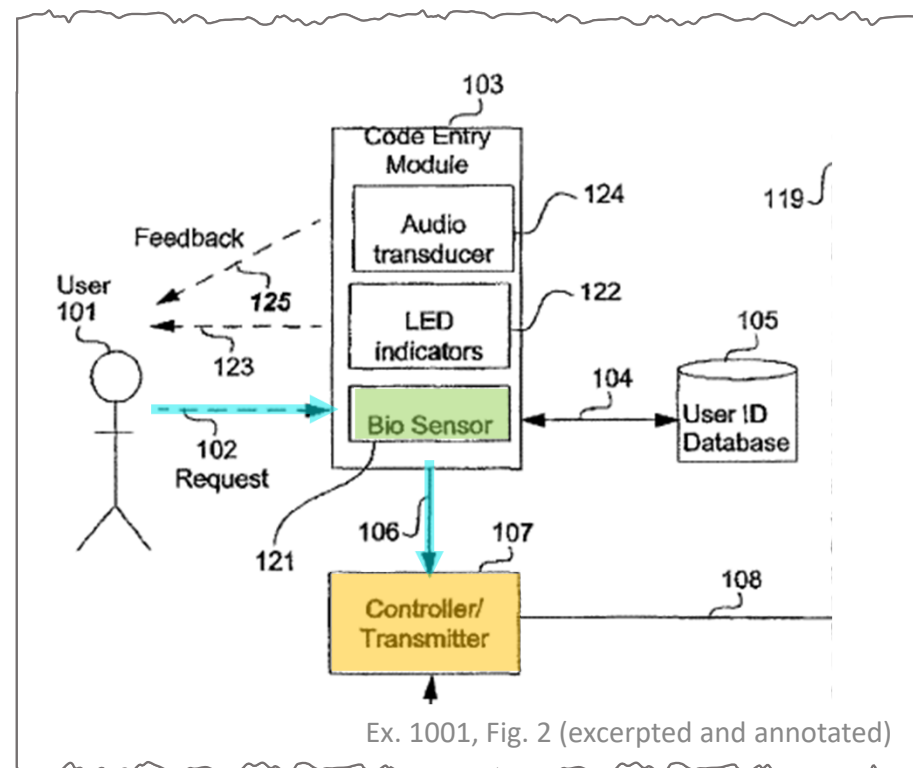 103
Code Entry
Module
119
124
Audio
transducer
Feedback
User
101
125
122
LED
indicators
123
105
104
Bio Sensor
User ID
Database
102
Request
106
107
121
Controller/
Transmitter
108
Ex. 1001, Fig. 2 (excerpted and annotated)